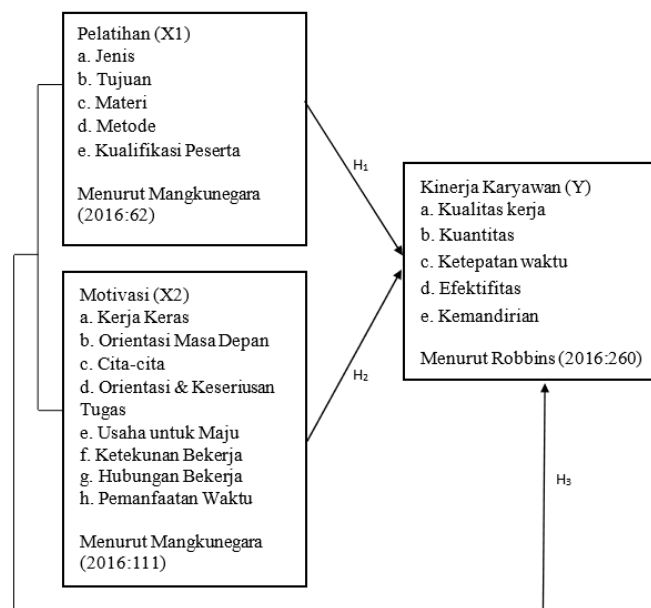 Pelatihan (X1)
a. Jenis
b. Tujuan
c. Materi
d. Metode
e. Kualifikasi Peserta
Menurut Mangkunegara
(2016:62)
H₁
Motivasi (X2)
a. Kerja Keras
b. Orientasi Masa Depan
c. Cita-cita
d. Orientasi & Keseriusan
Tugas
e. Usaha untuk Maju
f. Ketekunan Bekerja
g. Hubungan Bekerja
h. Pemanfaatan Waktu
Menurut Mangkunegara
(2016:111)
H₂
Kinerja Karyawan (Y)
a. Kualitas kerja
b. Kuantitas
c. Ketepatan waktu
d. Efektifitas
e. Kemandirian
Menurut Robbins (2016:260)
H₃